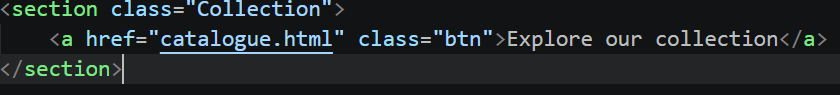 <section class="Collection">
<a href="catalogue.html" class="btn">Explore our collection</a>
</section>